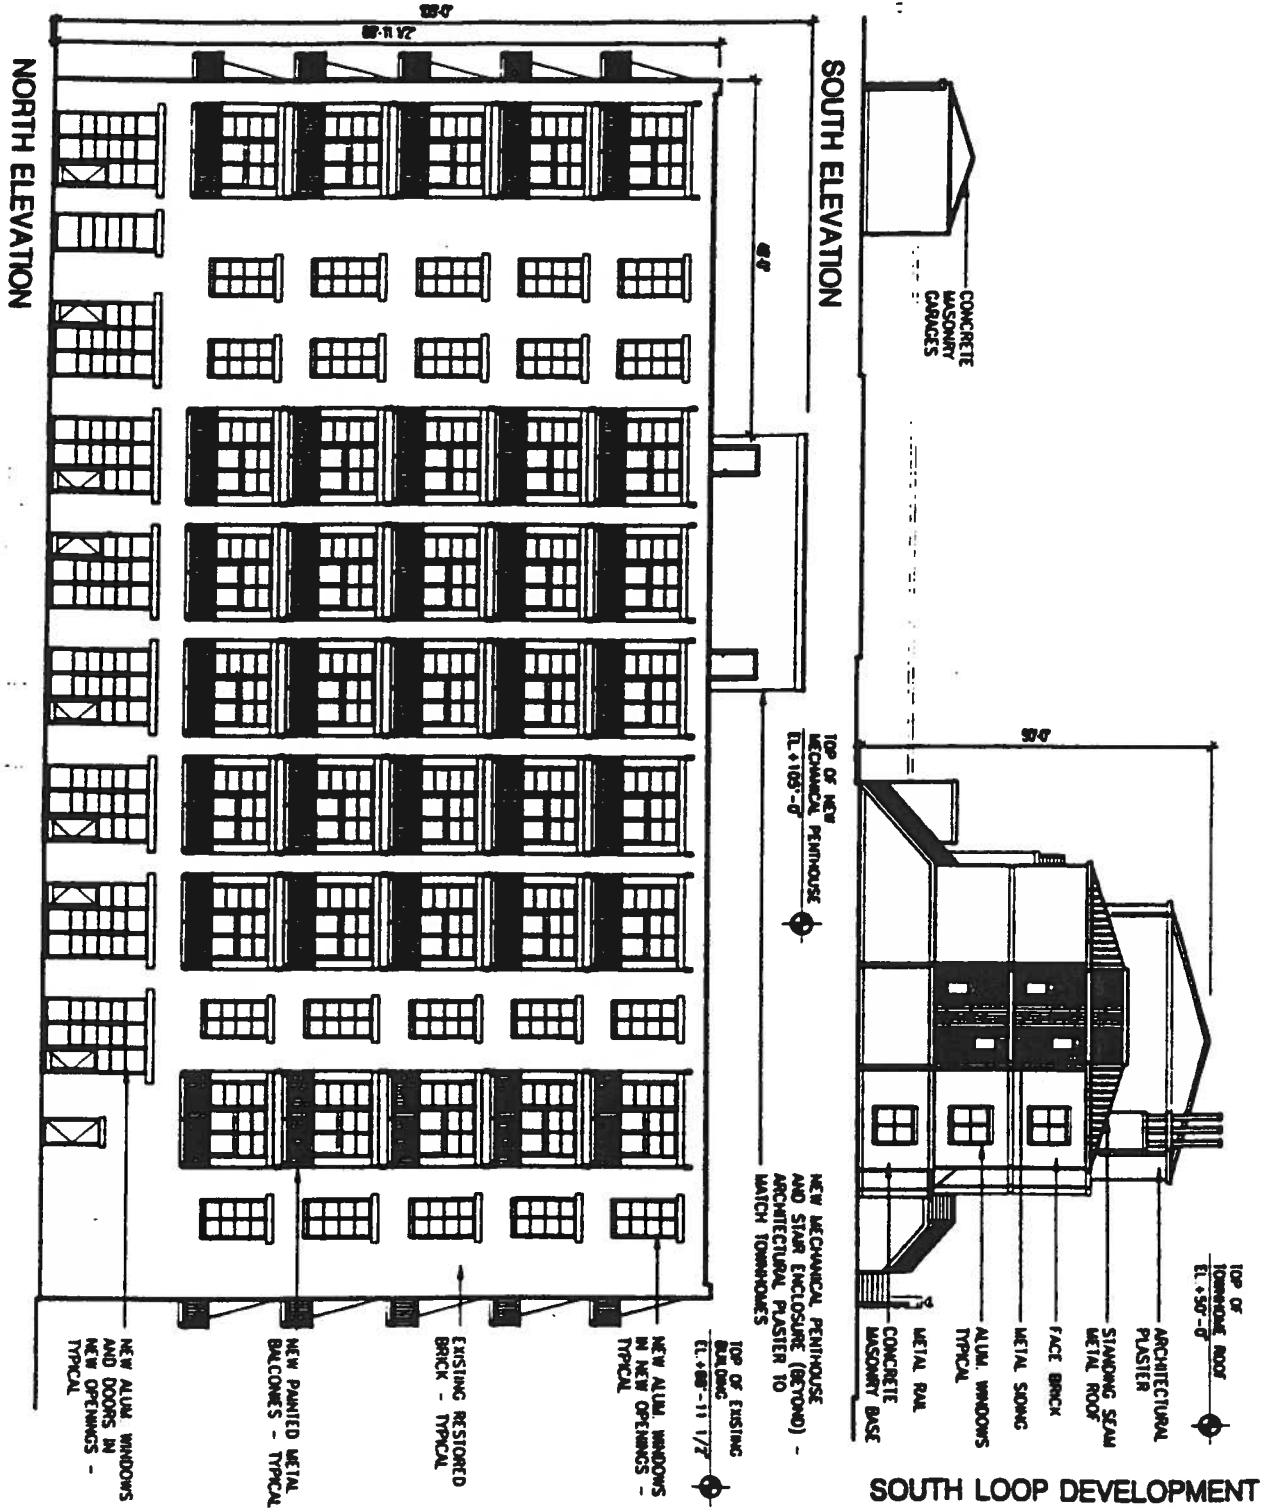 SOUTH LOOP DEVELOPMENT
TOP OF
TOWNHOME ROOF
EL +50'-0"
ARCHITECTURAL
PLASTER
STANDING SEAM
METAL ROOF
FACE BRICK
METAL SIDING
ALUM. WINDOWS
TYPICAL
METAL RAIL
CONCRETE
MASONRY BASE
50'-0"
CONCRETE
MASONRY
GARAGES
SOUTH ELEVATION
TOP OF NEW
MECHANICAL PENTHOUSE
EL +105'-0"
NEW MECHANICAL PENTHOUSE
AND STAIR ENCLOSURE (BEYOND) -
ARCHITECTURAL PLASTER TO
MATCH TOWNHOMES
TOP OF EXISTING
BUILDING
EL +88'-11 1/2"
NEW ALUM. WINDOWS
IN NEW OPENINGS -
TYPICAL
EXISTING RESTORED
BRICK - TYPICAL
NEW PAINTED METAL
BALCONIES - TYPICAL
NEW ALUM. WINDOWS
AND DOORS IN
NEW OPENINGS -
TYPICAL
88'-11 1/2"
NORTH ELEVATION